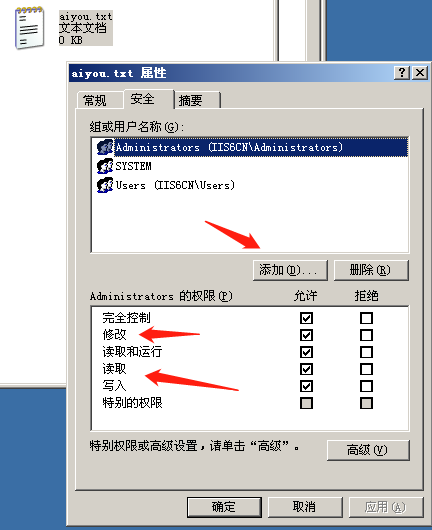 aiyou.txt
文本文档
0 KB
aiyou.txt 属性
常规 安全 摘要
组或用户名称(G):
Administrators (IIS6CN\Administrators)
SYSTEM
Users (IIS6CN\Users)
添加(D)... 删除(R)
Administrators 的权限(P) 允许 拒绝
完全控制
修改
读取和运行
读取
写入
特别的权限
特别权限或高级设置，请单击“高级”。 高级(V)
确定 取消 应用(A)